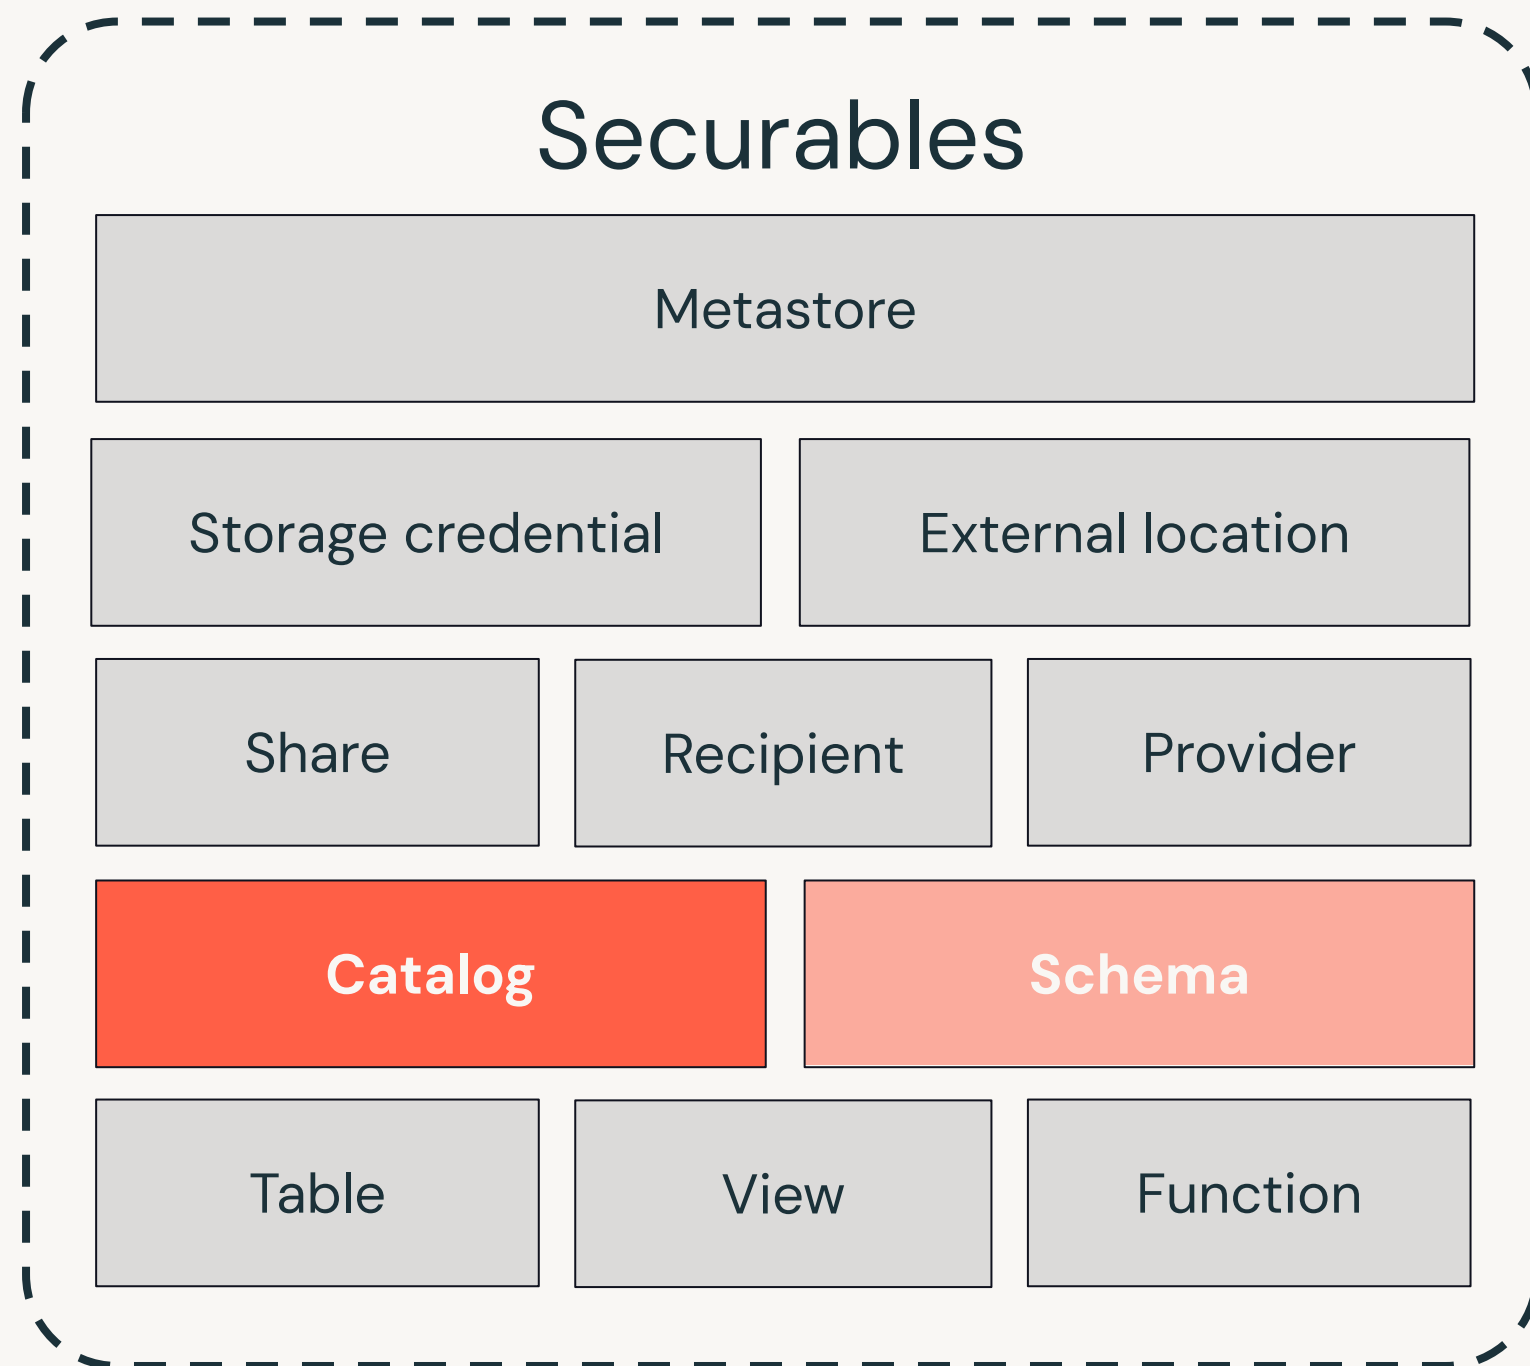 Securables
Metastore
Storage credential
External location
Share
Recipient
Provider
Catalog
Schema
Table
View
Function